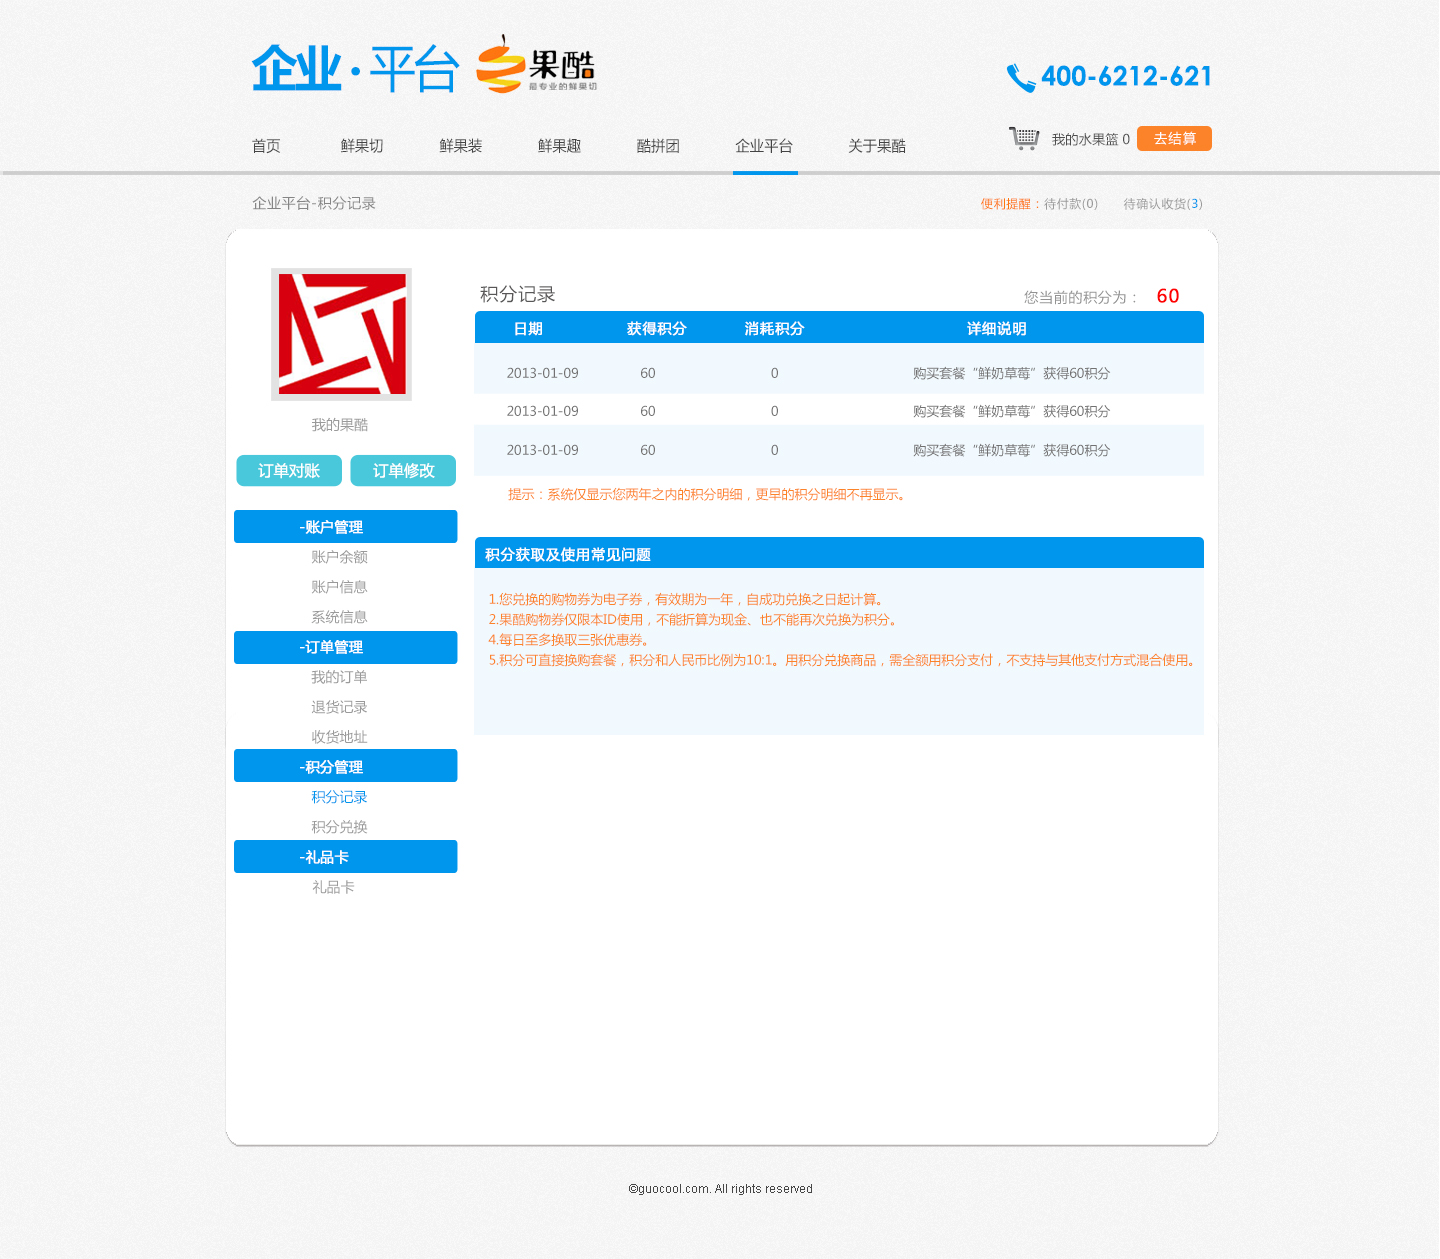 企业·平台 果酷
最专业的鲜果切
400-6212-621
首页 鲜果切 鲜果装 鲜果趣 酷拼团 企业平台 关于果酷
我的水果篮 0 去结算
企业平台-积分记录
便利提醒：待付款(0) 待确认收货(3)
我的果酷
订单对账 订单修改
-账户管理
账户余额
账户信息
系统信息
-订单管理
我的订单
退货记录
收货地址
-积分管理
积分记录
积分兑换
-礼品卡
礼品卡
积分记录
您当前的积分为： 60
日期 获得积分 消耗积分 详细说明
2013-01-09 60 0 购买套餐“鲜奶草莓”获得60积分
2013-01-09 60 0 购买套餐“鲜奶草莓”获得60积分
2013-01-09 60 0 购买套餐“鲜奶草莓”获得60积分
提示：系统仅显示您两年之内的积分明细，更早的积分明细不再显示。
积分获取及使用常见问题
1.您兑换的购物券为电子券，有效期为一年，自成功兑换之日起计算。
2.果酷购物券仅限本ID使用，不能折算为现金、也不能再次兑换为积分。
4.每日至多换取三张优惠券。
5.积分可直接换购套餐，积分和人民币比例为10:1。用积分兑换商品，需全额用积分支付，不支持与其他支付方式混合使用。
©guocool.com. All rights reserved